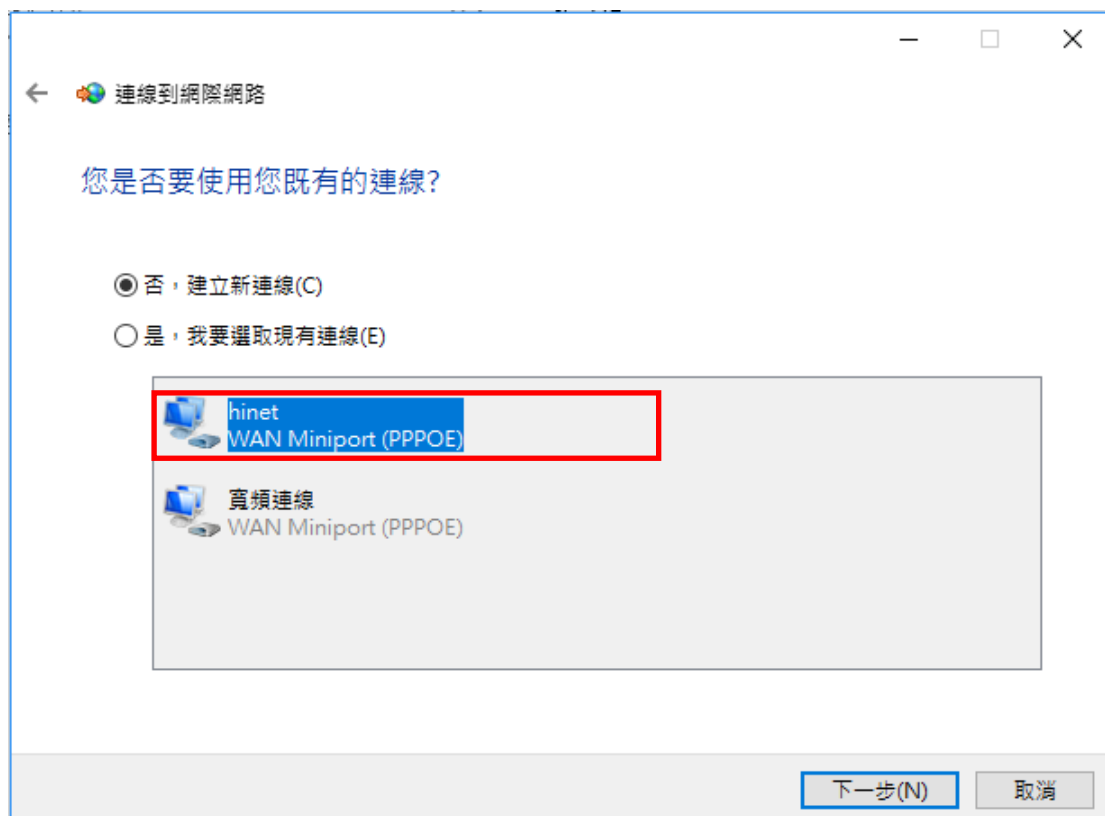 連線到網際網路
您是否要使用您既有的連線?
否，建立新連線(C)
是，我要選取現有連線(E)
hinet
WAN Miniport (PPPOE)
寬頻連線
WAN Miniport (PPPOE)
下一步(N)
取消